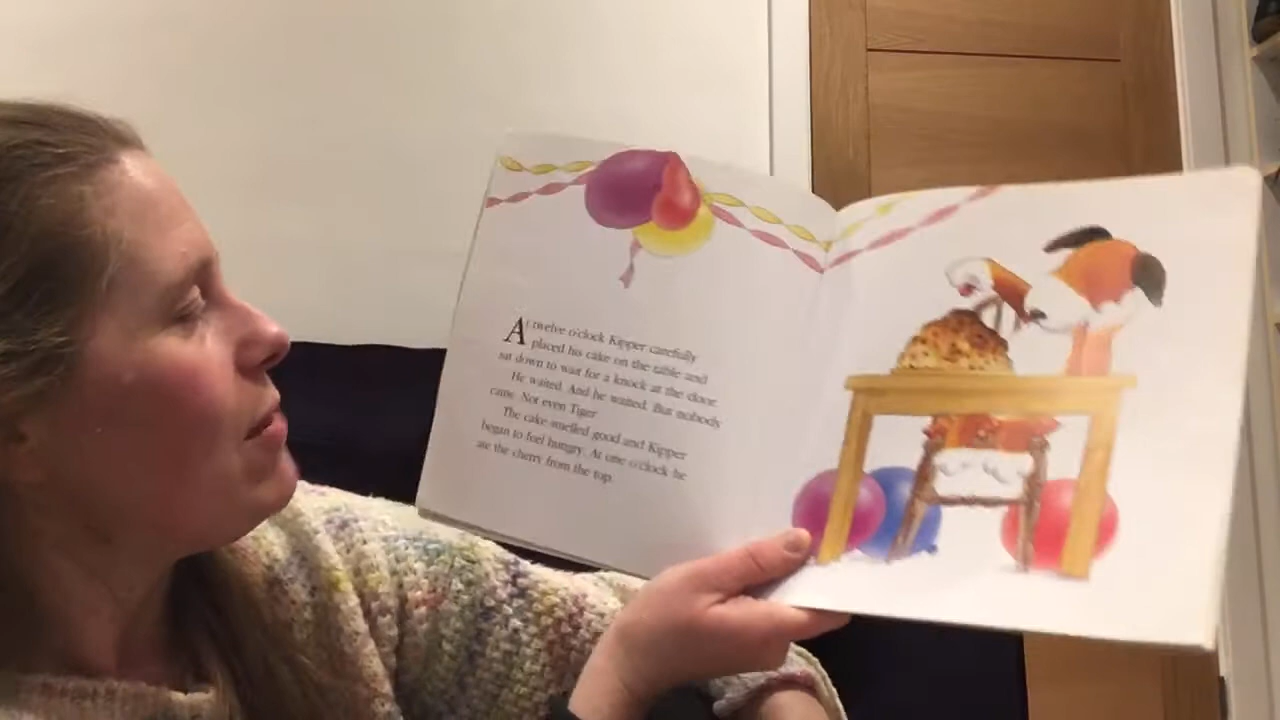 At twelve o'clock Kipper carefully
placed his cake on the table and
sat down to wait for a knock at the door.
He waited. And he waited. But nobody
came. Not even Tiger.
The cake smelled good and Kipper
began to feel hungry. At one o'clock he
ate the cherry from the top.